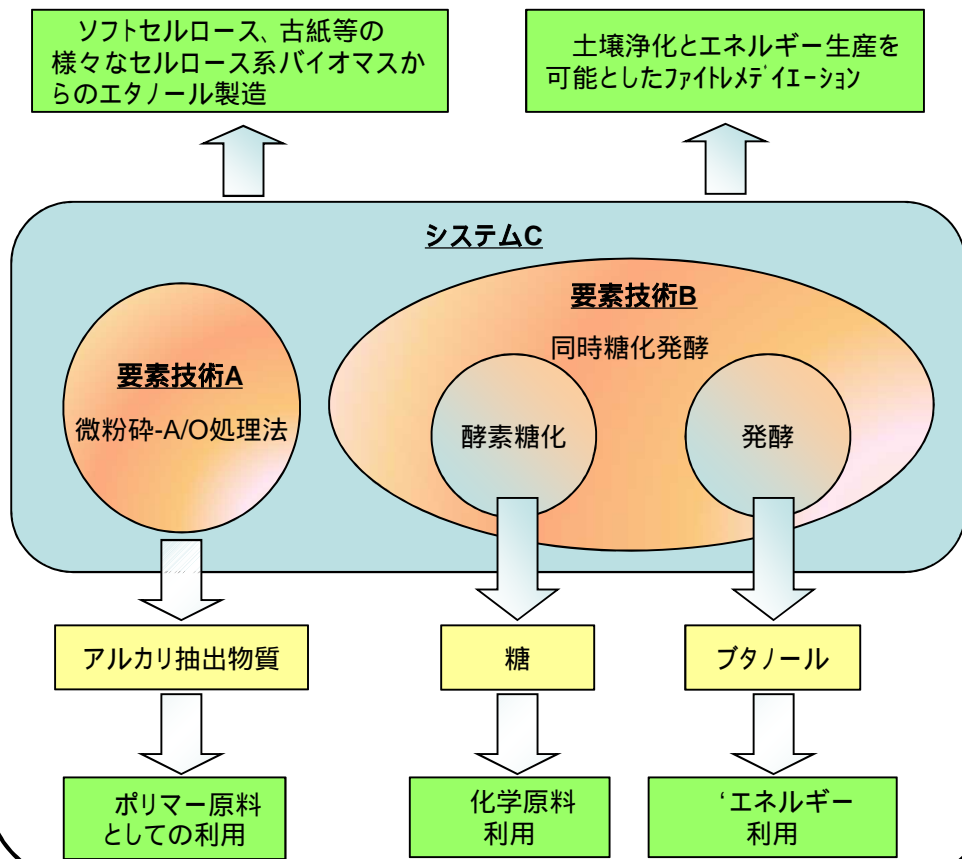 ソフトセルロース、古紙等の
様々なセルロース系バイオマスか
らのエタノール製造
土壌浄化とエネルギー生産を
可能としたファイトレメディエーション
システムC
要素技術B
同時糖化発酵
要素技術A
微粉砕-A/O処理法
酵素糖化
発酵
アルカリ抽出物質
糖
ブタノール
ポリマー原料
としての利用
化学原料
利用
‘エネルギー
利用